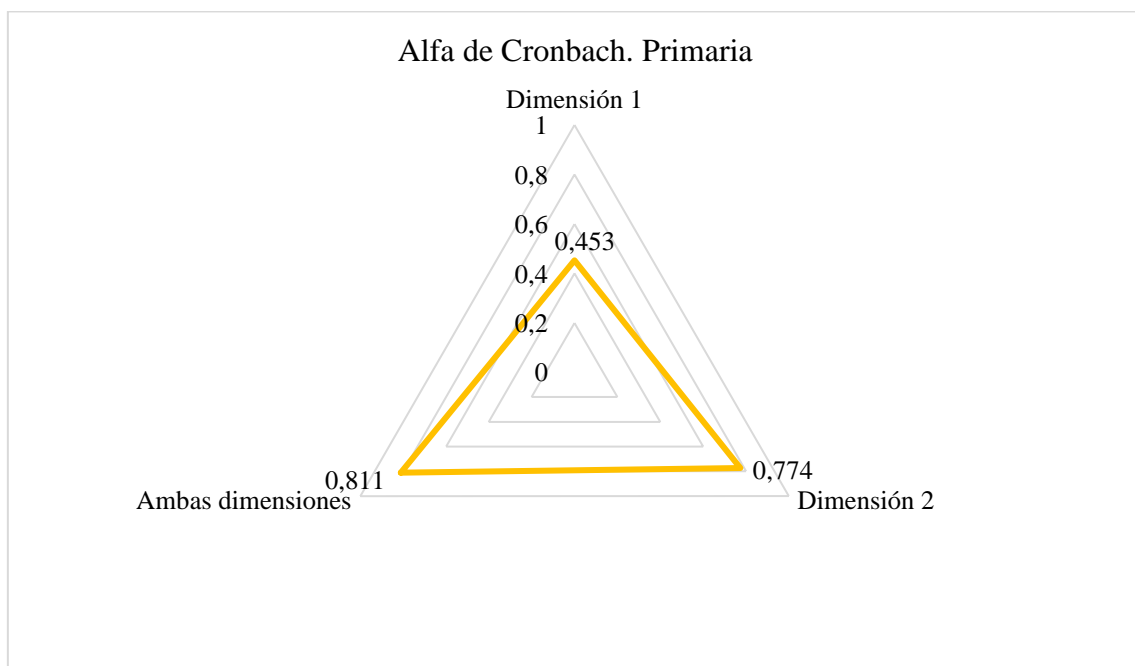 Alfa de Cronbach. Primaria
Dimensión 1
1
0,8
0,6
0,453
0,4
0,2
0
0,774
0,811
Ambas dimensiones
Dimensión 2